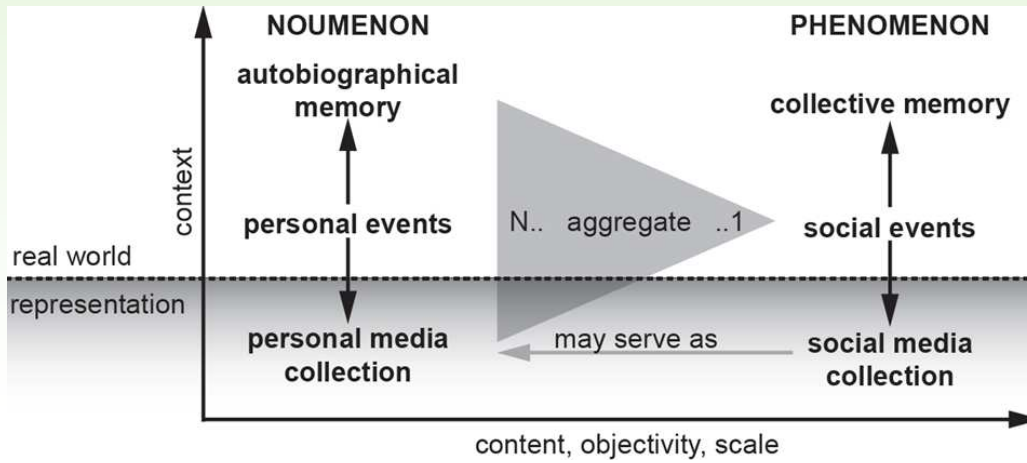 NOUMENON
PHENOMENON
autobiographical
memory
collective memory
context
personal events
N.. aggregate ..1
social events
real world
representation
personal media
collection
may serve as
social media
collection
content, objectivity, scale